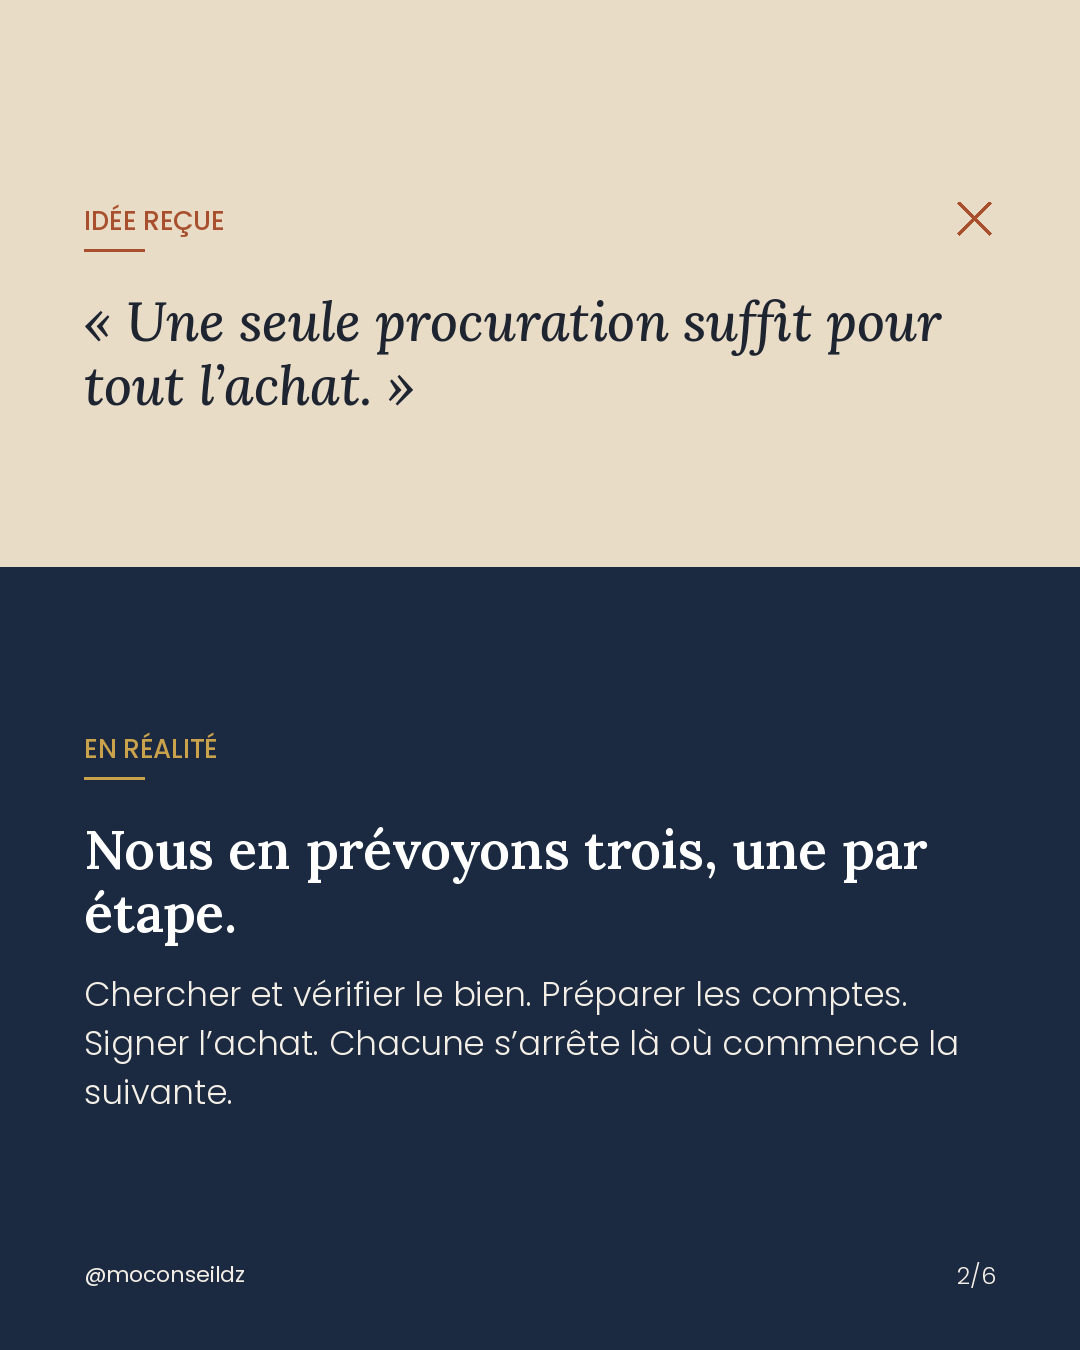 IDÉE REÇUE
« Une seule procuration suffit pour
tout l’achat. »
EN RÉALITÉ
Nous en prévoyons trois, une par
étape.
Chercher et vérifier le bien. Préparer les comptes.
Signer l’achat. Chacune s’arrête là où commence la
suivante.
@moconseildz
2/6